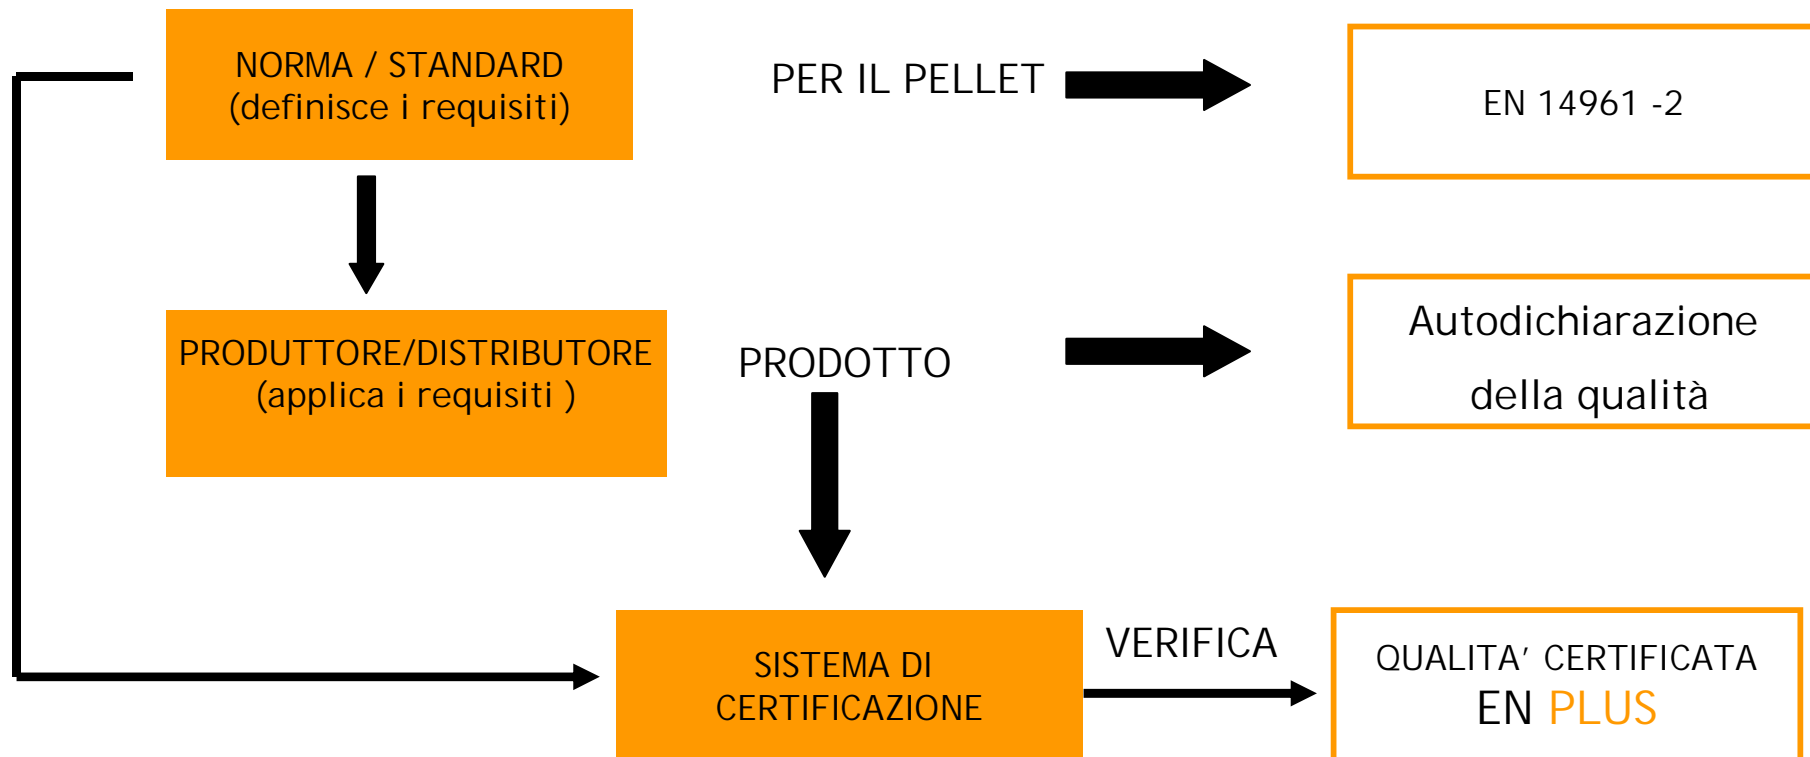 NORMA / STANDARD
(definisce i requisiti)
PER IL PELLET
EN 14961 -2
PRODUTTORE/DISTRIBUTORE
(applica i requisiti )
PRODOTTO
Autodichiarazione
della qualità
SISTEMA DI
CERTIFICAZIONE
VERIFICA
QUALITA’ CERTIFICATA
EN PLUS